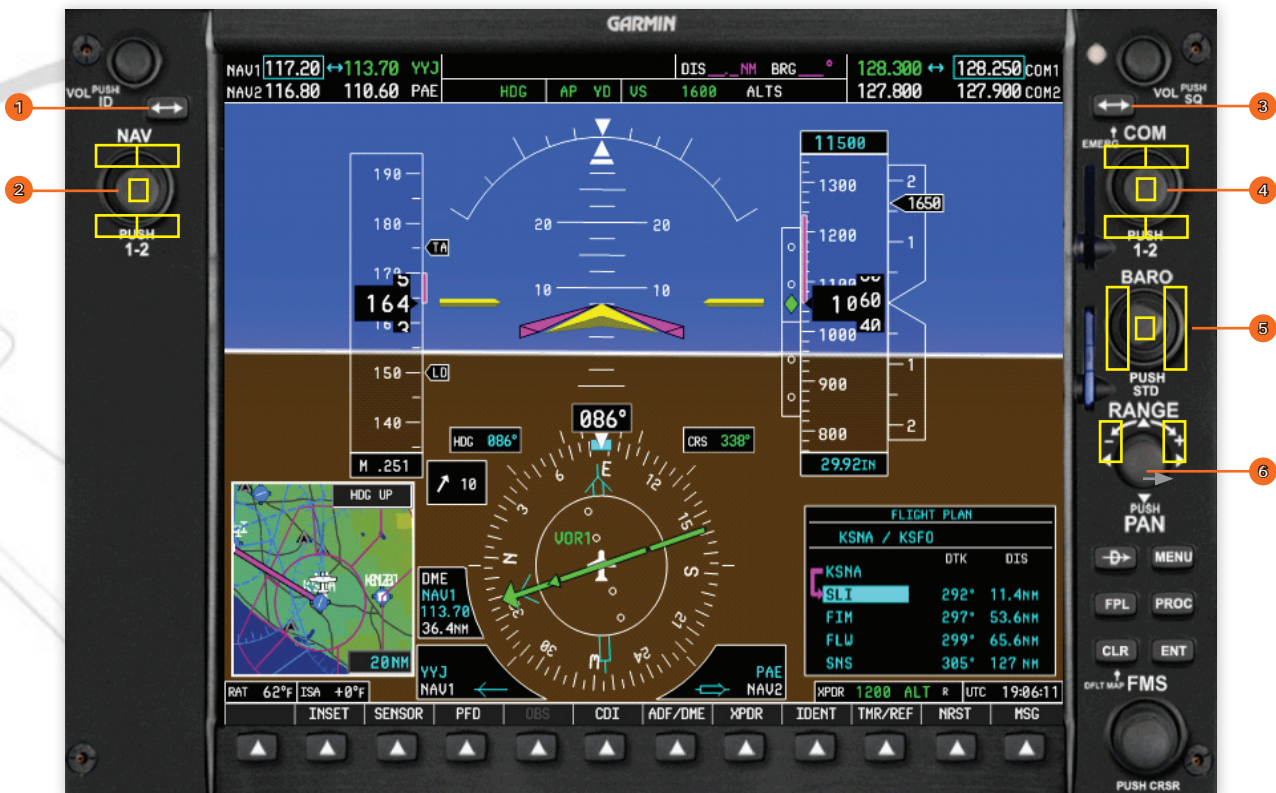 GARMIN
NAV1 117.20 ↔ 113.70 YYJ
DIS __._NM BRG ___°
128.300 ↔ 128.250 COM1
NAV2 116.80 110.60 PAE
HDG AP YD VS 1600 ALTS
127.800 127.900 COM2
VOL PUSH ID
VOL PUSH SQ
1
3
NAV
EMERG
COM
2
4
PUSH
1-2
PUSH
1-2
BARO
5
PUSH
STD
RANGE
- +
6
PUSH
PAN
MENU
FPL PROC
CLR ENT
DFLT MAP FMS
PUSH CRSR
190
180
TA
170
5
164
3
150
LD
140
M .251
20 20
10 10
11500
1300
1200
1100
1060
40
1000
900
800
29.92IN
2
1650
1
1
2
086°
HDG 086°
CRS 338°
10
HDG UP
KSNA
20NM
3
6
E
12
15
S
24
W
30
33
N
VOR1
DME
NAV1
113.70
36.4NM
YYJ
NAV1
PAE
NAV2
FLIGHT PLAN
KSNA / KSFO
DTK DIS
KSNA
SLI 292° 11.4NM
FIM 297° 53.6NM
FLW 299° 65.6NM
SNS 305° 127 NM
RAT 62°F ISA +0°F
XPDR 1200 ALT R UTC 19:06:11
INSET SENSOR PFD OBS CDI ADF/DME XPDR IDENT TMR/REF NRST MSG